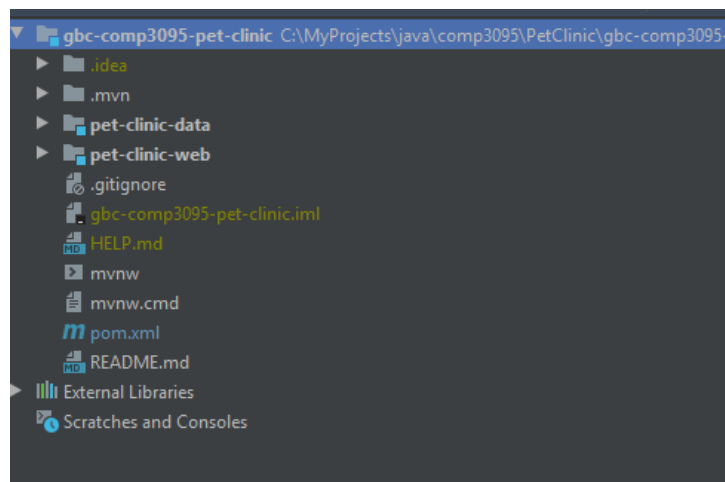 gbc-comp3095-pet-clinic C:\MyProjects\java\comp3095\PetClinic\gbc-comp3095-
.idea
.mvn
pet-clinic-data
pet-clinic-web
.gitignore
gbc-comp3095-pet-clinic.iml
MD HELP.md
mvnw
mvnw.cmd
m pom.xml
MD README.md
External Libraries
Scratches and Consoles